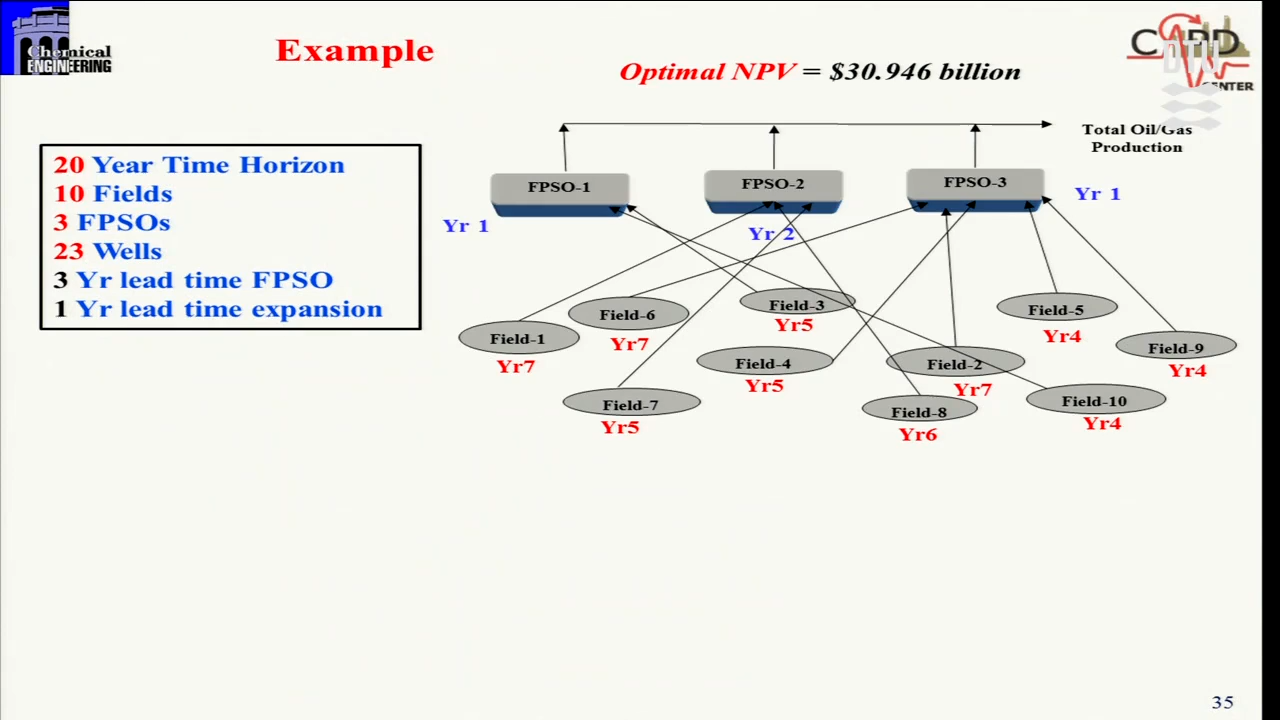 Chemical
ENGINEERING
Example
Optimal NPV = $30.946 billion
CAPD
CENTER
DTU
20 Year Time Horizon
10 Fields
3 FPSOs
23 Wells
3 Yr lead time FPSO
1 Yr lead time expansion
Total Oil/Gas
Production
FPSO-1
FPSO-2
FPSO-3
Yr 1
Yr 2
Yr 1
Field-3
Yr5
Field-6
Yr7
Field-5
Yr4
Field-1
Yr7
Field-4
Yr5
Field-2
Yr7
Field-9
Yr4
Field-7
Yr5
Field-8
Yr6
Field-10
Yr4
35